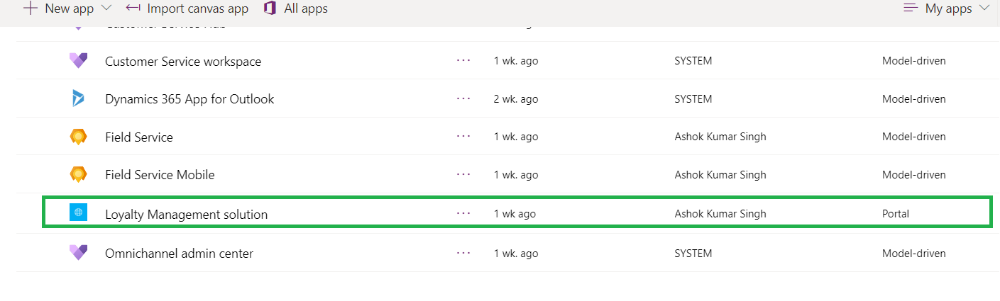 New app Import canvas app All apps My apps
Customer Service workspace ... 1 wk. ago SYSTEM Model-driven
Dynamics 365 App for Outlook ... 2 wk. ago SYSTEM Model-driven
Field Service ... 1 wk. ago Ashok Kumar Singh Model-driven
Field Service Mobile ... 1 wk. ago Ashok Kumar Singh Model-driven
Loyalty Management solution ... 1 wk ago Ashok Kumar Singh Portal
Omnichannel admin center ... 1 wk. ago SYSTEM Model-driven